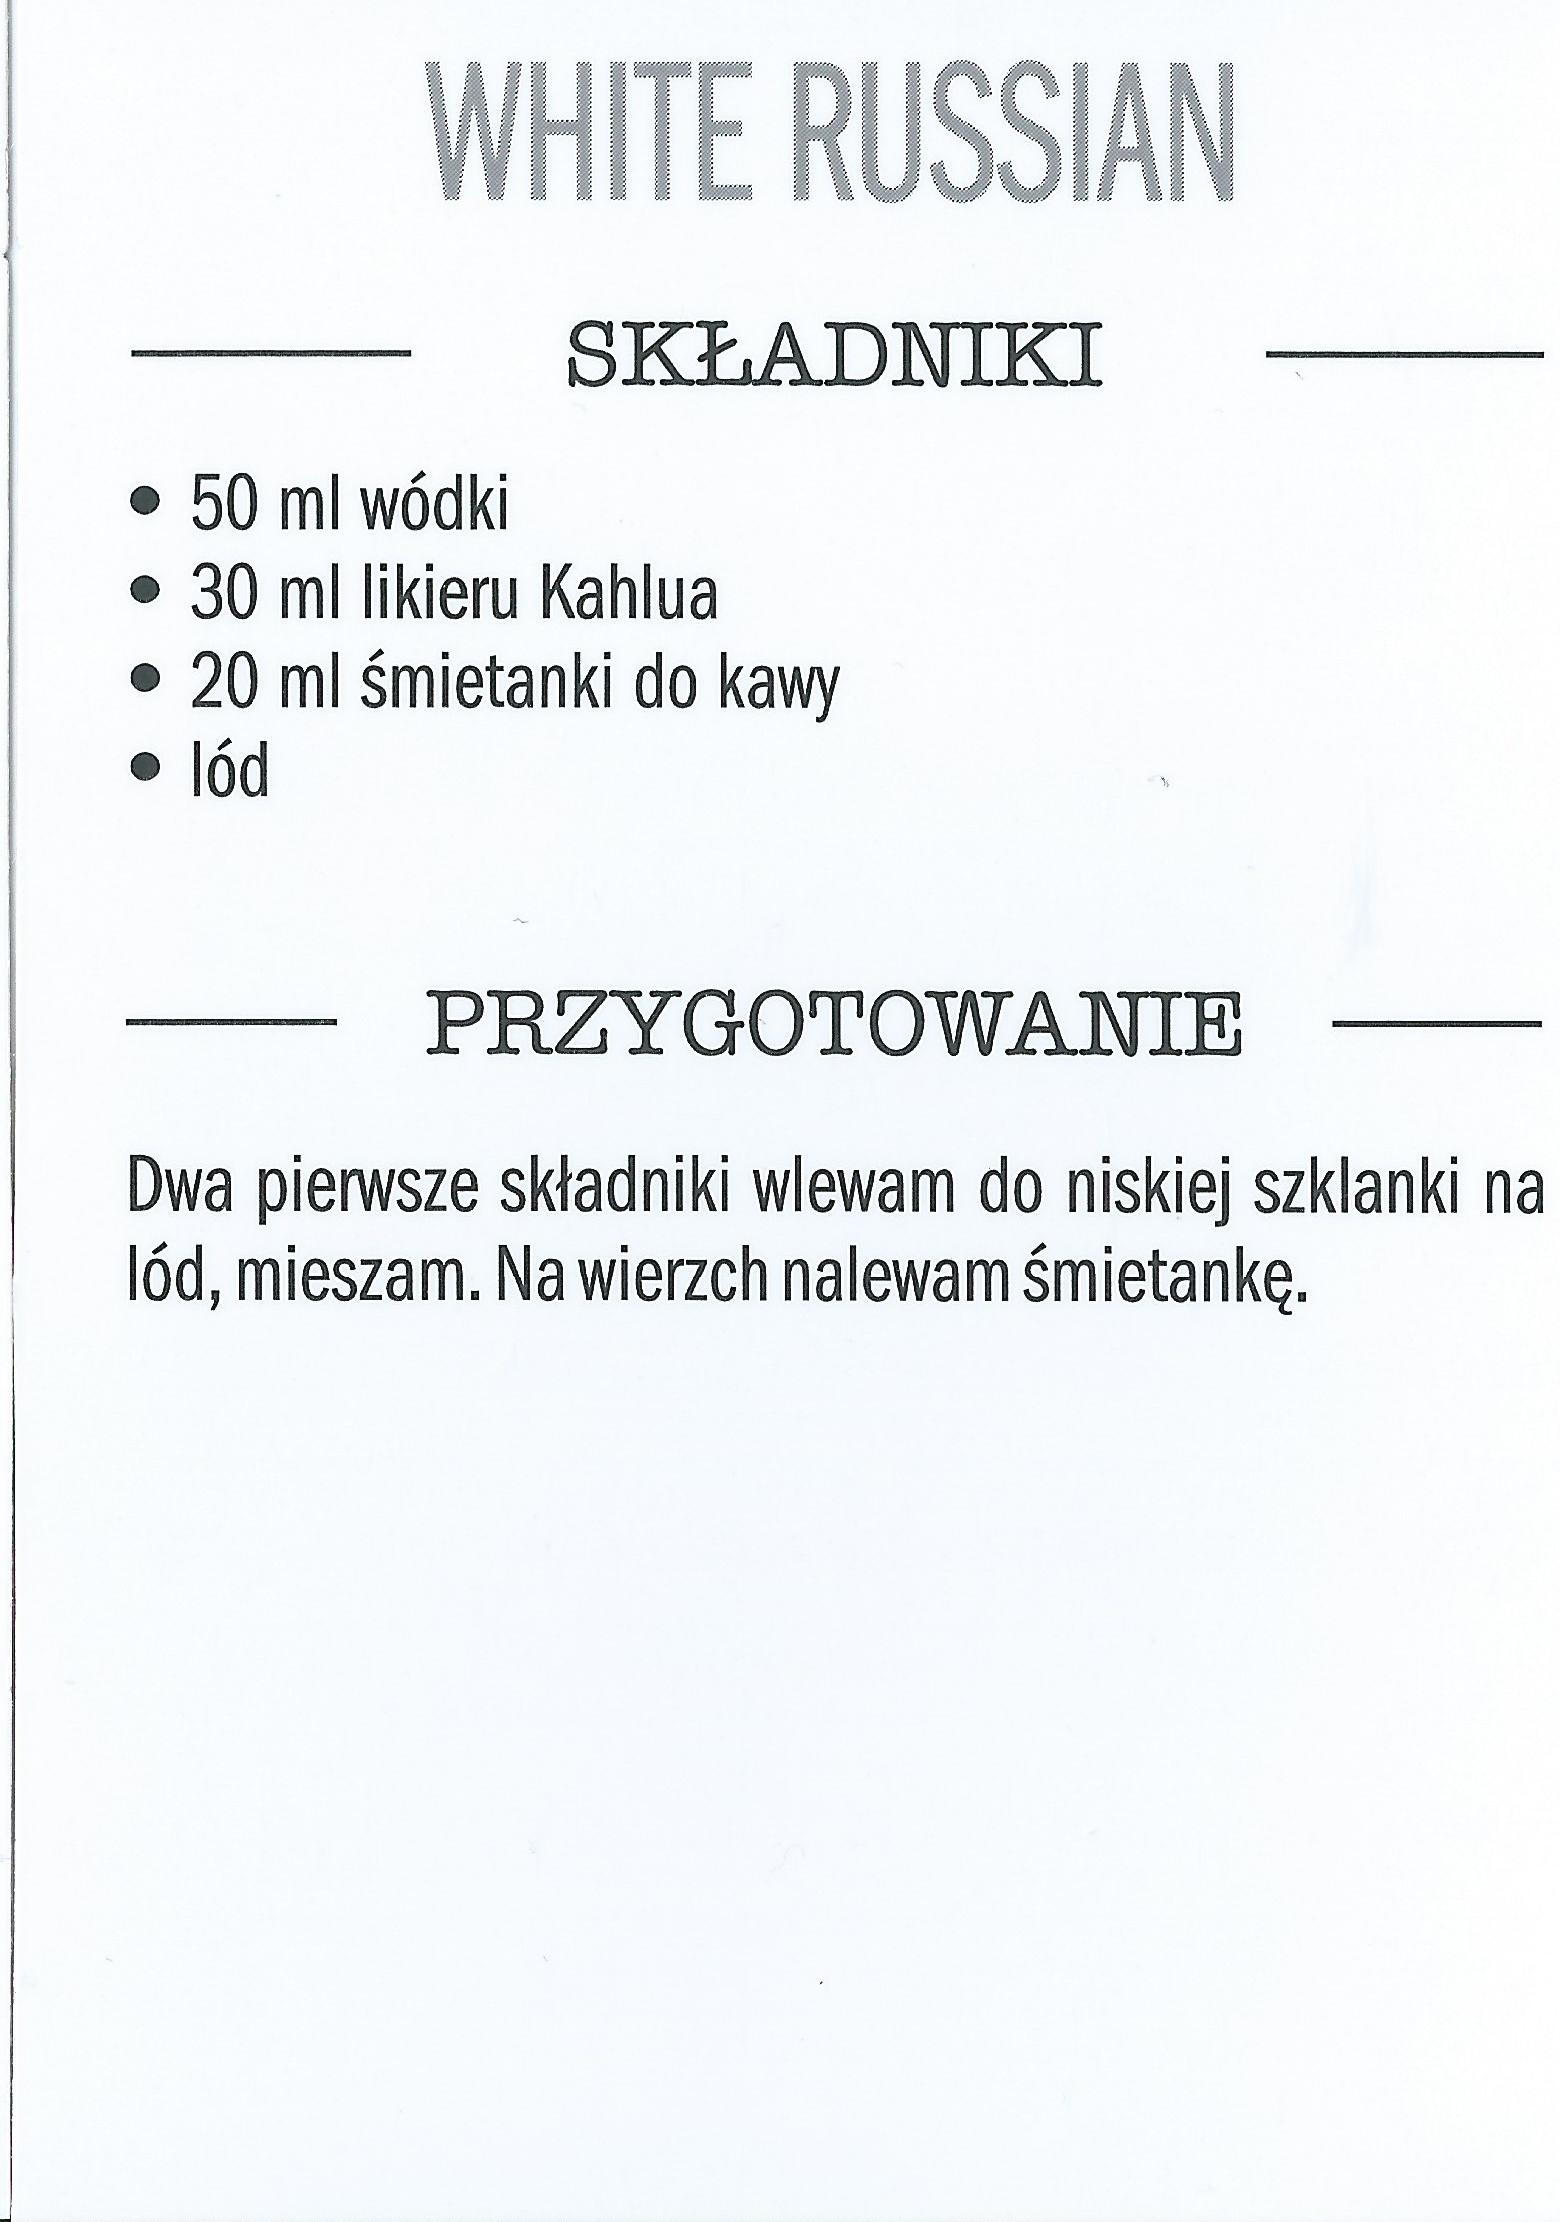 WHITE RUSSIAN
SKŁADNIKI
• 50 ml wódki
• 30 ml likieru Kahlua
• 20 ml śmietanki do kawy
• lód
PRZYGOTOWANIE
Dwa pierwsze składniki wlewam do niskiej szklanki na
lód, mieszam. Na wierzch nalewam śmietankę.